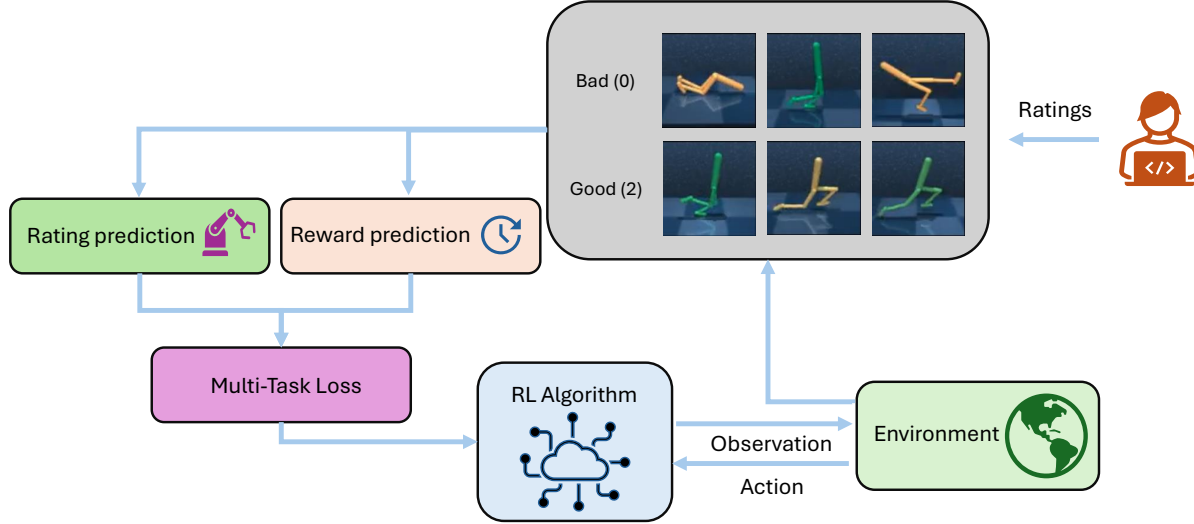 Bad (0)
Good (2)
Ratings
Rating prediction
Reward prediction
Multi-Task Loss
RL Algorithm
Observation
Action
Environment
</>